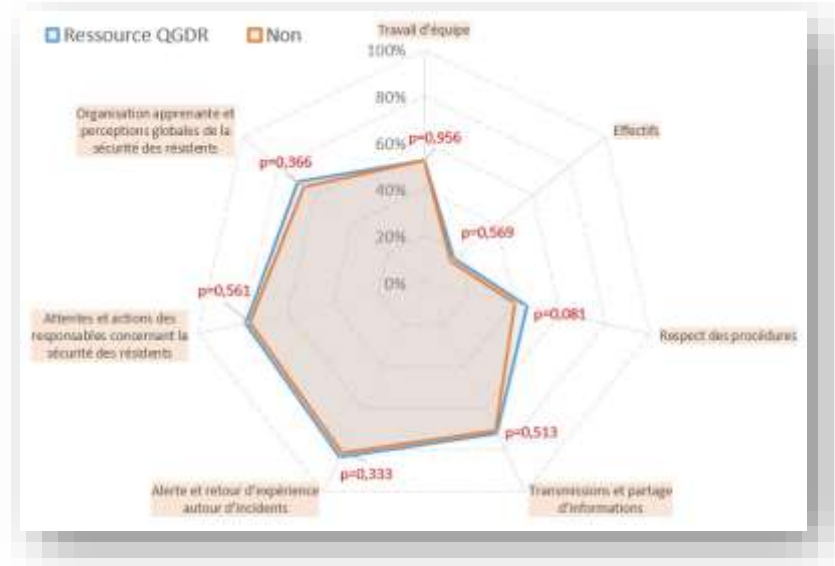 Ressource QGDR
Non
Travail d'équipe
100%
80%
60%
40%
20%
0%
p=0,956
Effectifs
p=0,569
Respect des procédures
p=0,081
Transmissions et partage
d'informations
p=0,513
Alerte et retour d'expérience
autour d'incidents
p=0,333
Attentes et actions des
responsables concernant la
sécurité des résidents
p=0,561
Organisation apprenante et
perceptions globales de la
sécurité des résidents
p=0,366